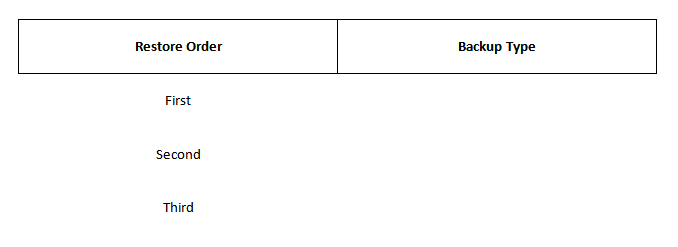 Restore Order Backup Type
First
Second
Third